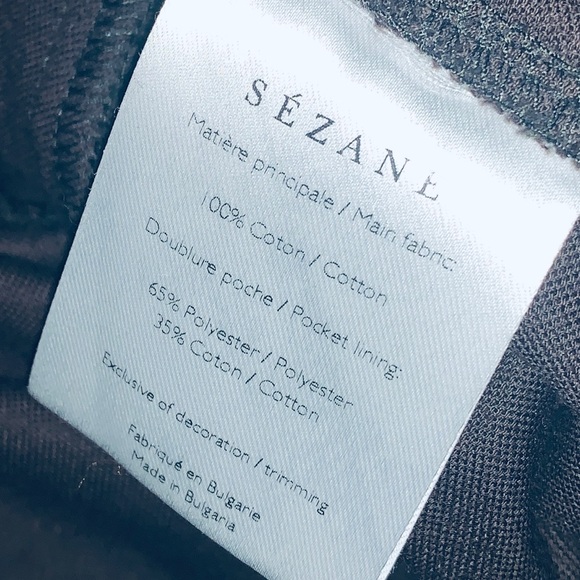 SÉZANE
Matière principale / Main fabric:
100% Coton / Cotton
Doublure poche / Pocket lining:
65% Polyester / Polyester
35% Coton / Cotton
Exclusive of decoration / trimming
Fabriqué en Bulgarie
Made in Bulgaria